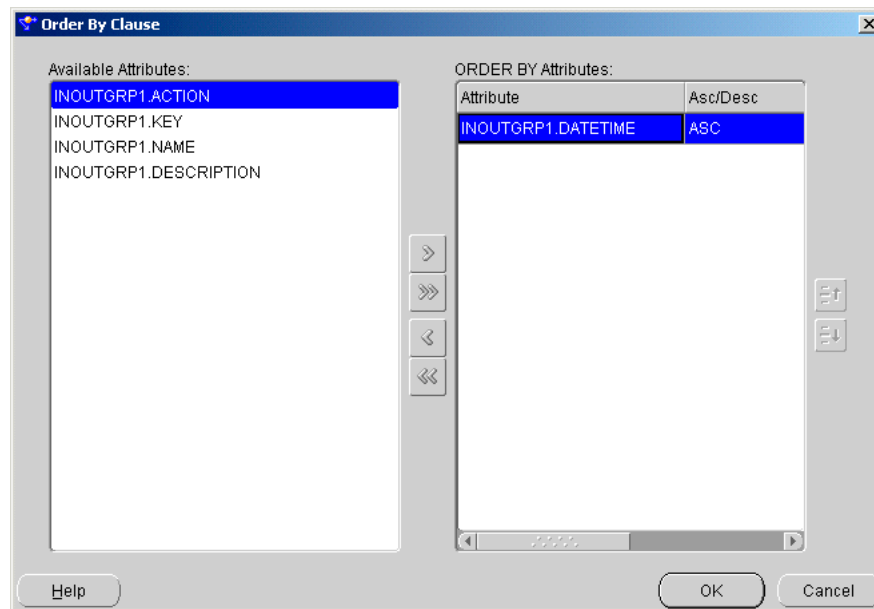 Order By Clause
Available Attributes:
INOUTGRP1.ACTION
INOUTGRP1.KEY
INOUTGRP1.NAME
INOUTGRP1.DESCRIPTION
ORDER BY Attributes:
Attribute Asc/Desc
INOUTGRP1.DATETIME ASC
Help OK Cancel